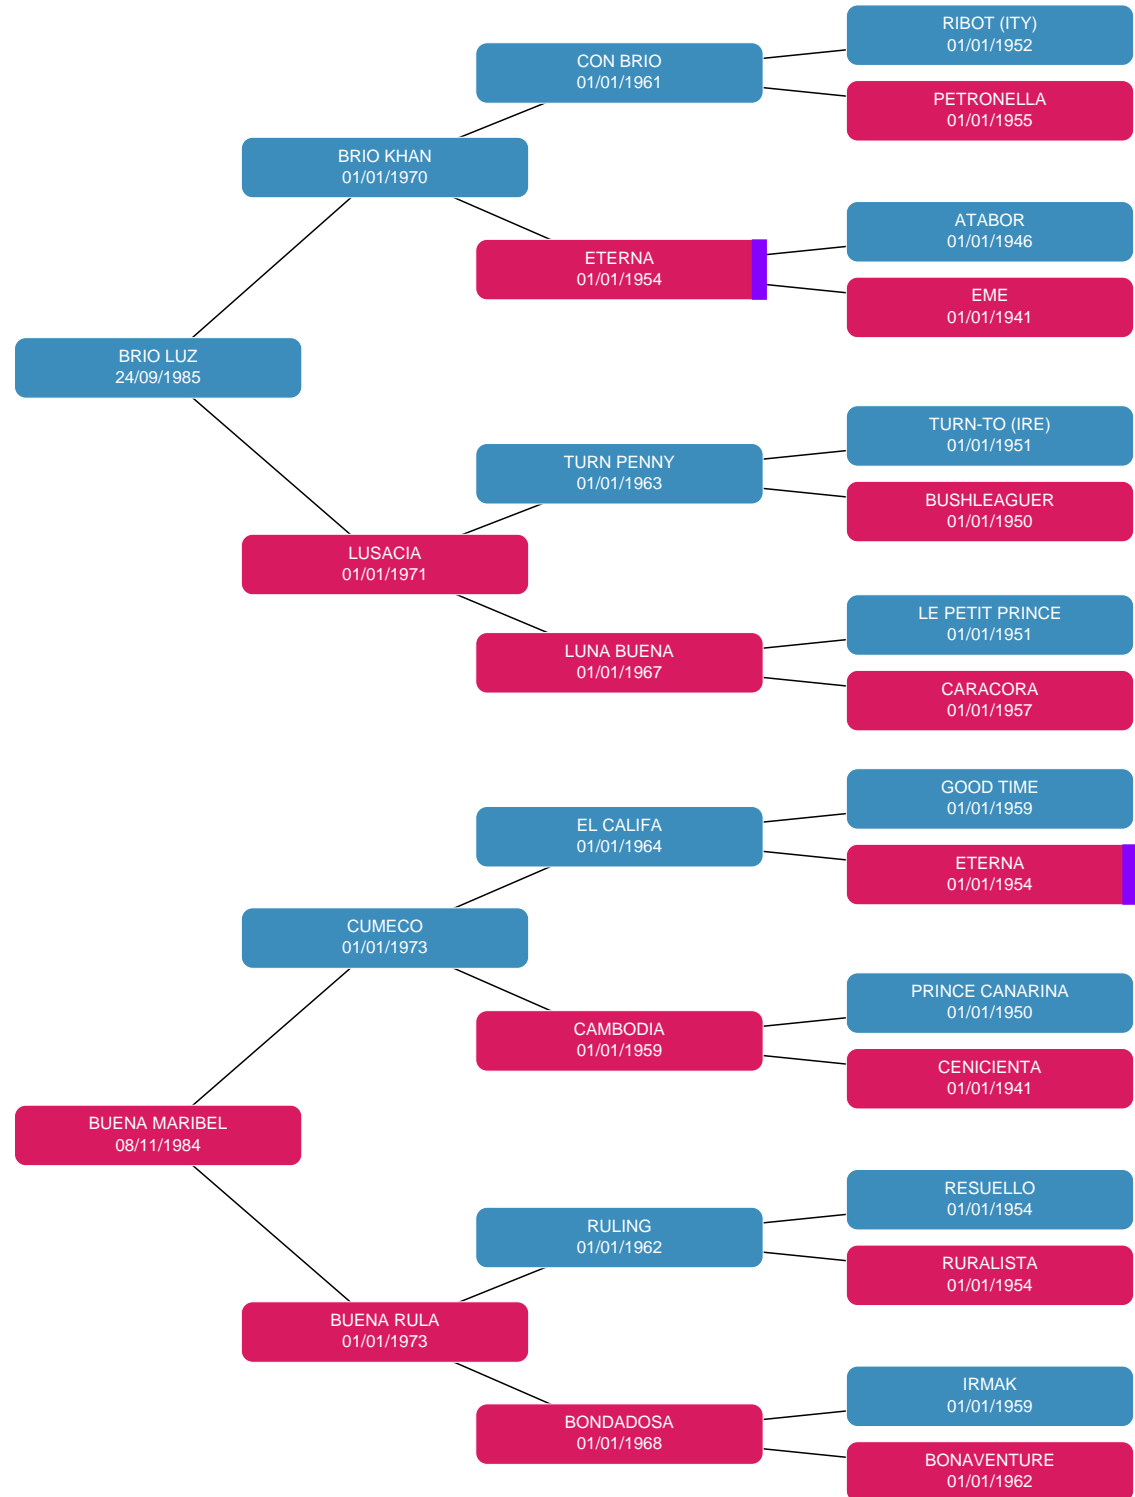 RIBOT (ITY)
01/01/1952
CON BRIO
01/01/1961
PETRONELLA
01/01/1955
BRIO KHAN
01/01/1970
ATABOR
01/01/1946
ETERNA
01/01/1954
EME
01/01/1941
BRIO LUZ
24/09/1985
TURN-TO (IRE)
01/01/1951
TURN PENNY
01/01/1963
BUSHLEAGUER
01/01/1950
LUSACIA
01/01/1971
LE PETIT PRINCE
01/01/1951
LUNA BUENA
01/01/1967
CARACORA
01/01/1957
GOOD TIME
01/01/1959
EL CALIFA
01/01/1964
ETERNA
01/01/1954
CUMECO
01/01/1973
PRINCE CANARINA
01/01/1950
CAMBODIA
01/01/1959
CENICIENTA
01/01/1941
BUENA MARIBEL
08/11/1984
RESUELLO
01/01/1954
RULING
01/01/1962
RURALISTA
01/01/1954
BUENA RULA
01/01/1973
IRMAK
01/01/1959
BONDADOSA
01/01/1968
BONAVENTURE
01/01/1962